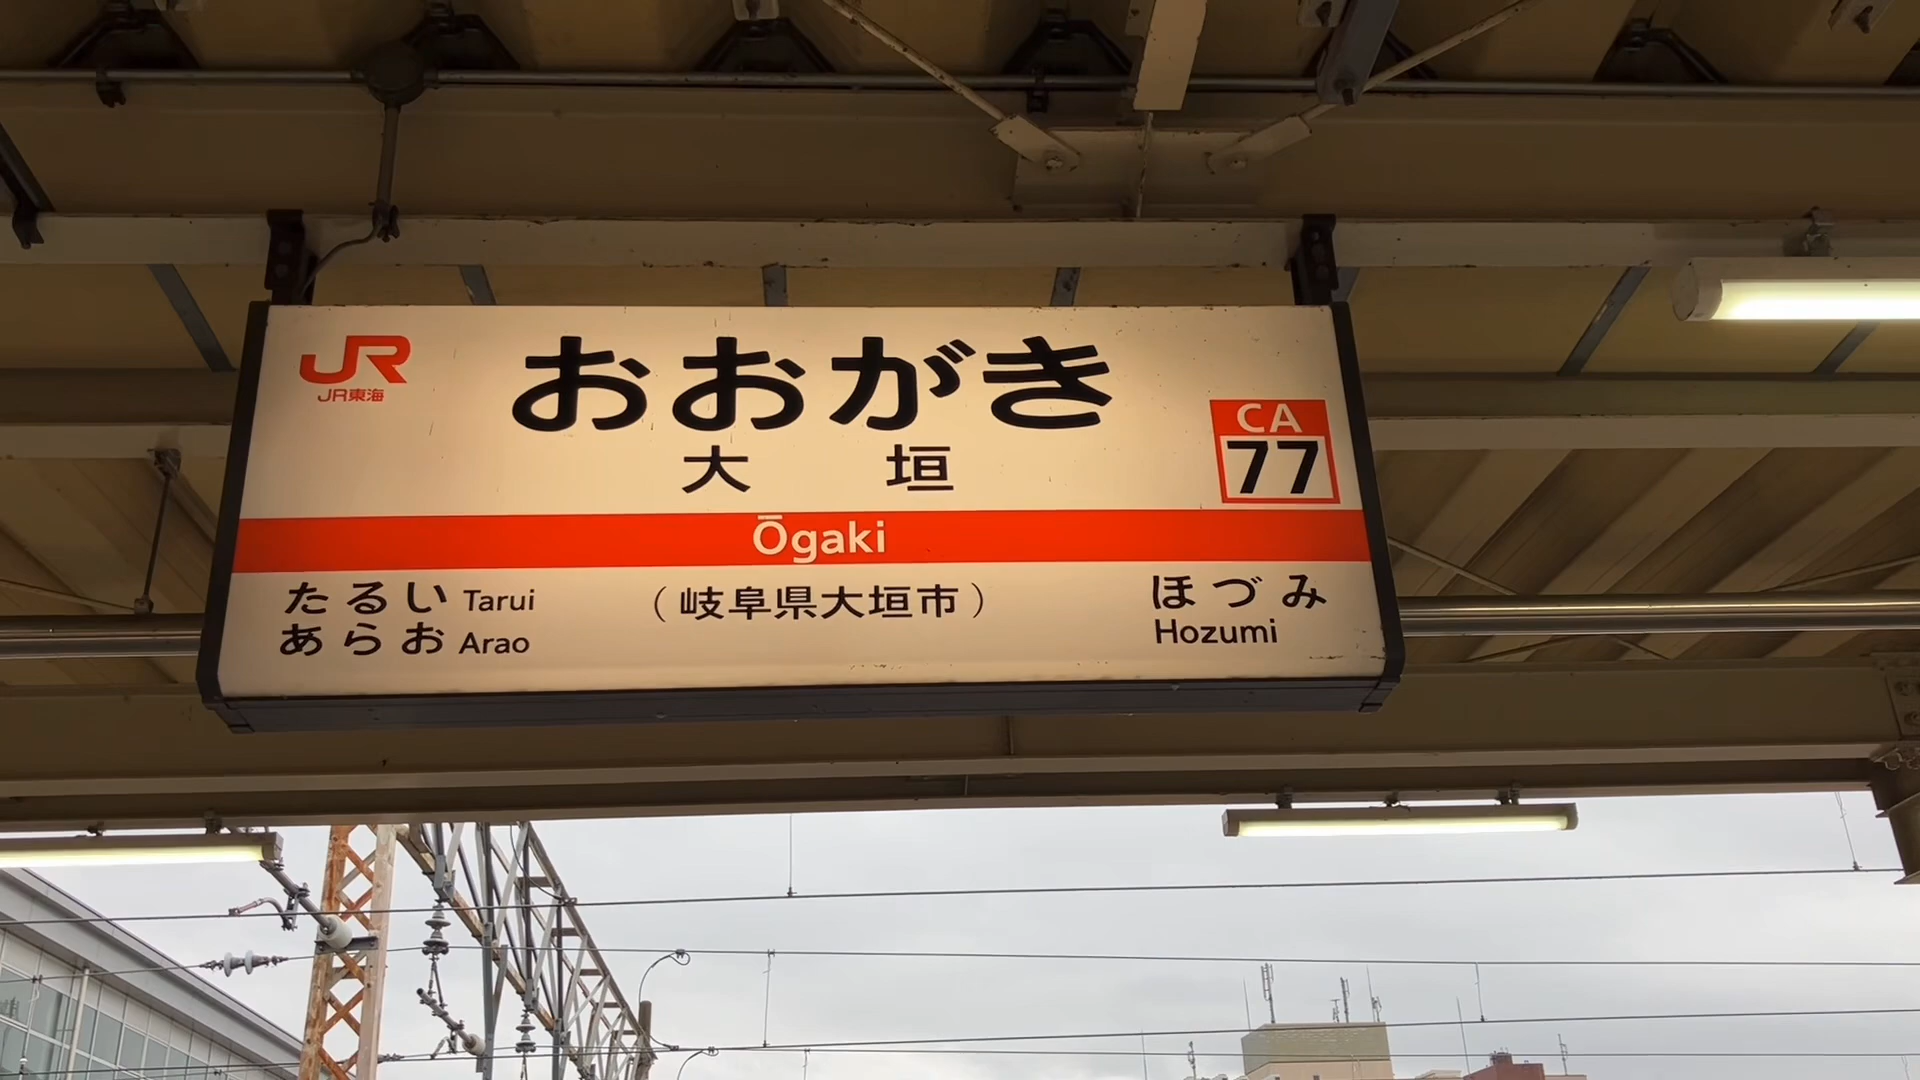 JR
JR東海
おおがき
大垣
CA
77
Ōgaki
たるい Tarui
あらお Arao
(岐阜県大垣市)
ほづみ
Hozumi